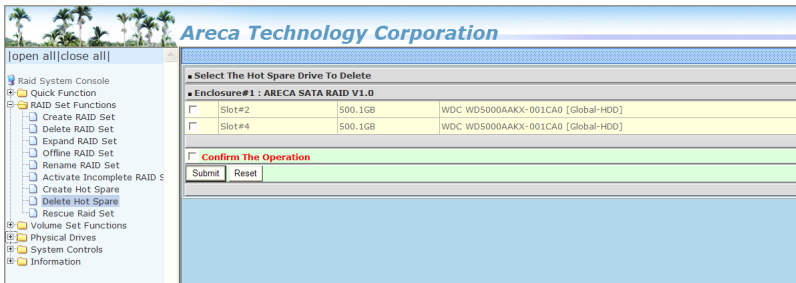 Areca Technology Corporation
|open all|close all|
Raid System Console
Quick Function
RAID Set Functions
Create RAID Set
Delete RAID Set
Expand RAID Set
Offline RAID Set
Rename RAID Set
Activate Incomplete RAID S
Create Hot Spare
Delete Hot Spare
Rescue Raid Set
Volume Set Functions
Physical Drives
System Controls
Information
Select The Hot Spare Drive To Delete
Enclosure#1 : ARECA SATA RAID V1.0
Slot#2 500.1GB WDC WD5000AAKX-001CA0 [Global-HDD]
Slot#4 500.1GB WDC WD5000AAKX-001CA0 [Global-HDD]
Confirm The Operation
Submit Reset